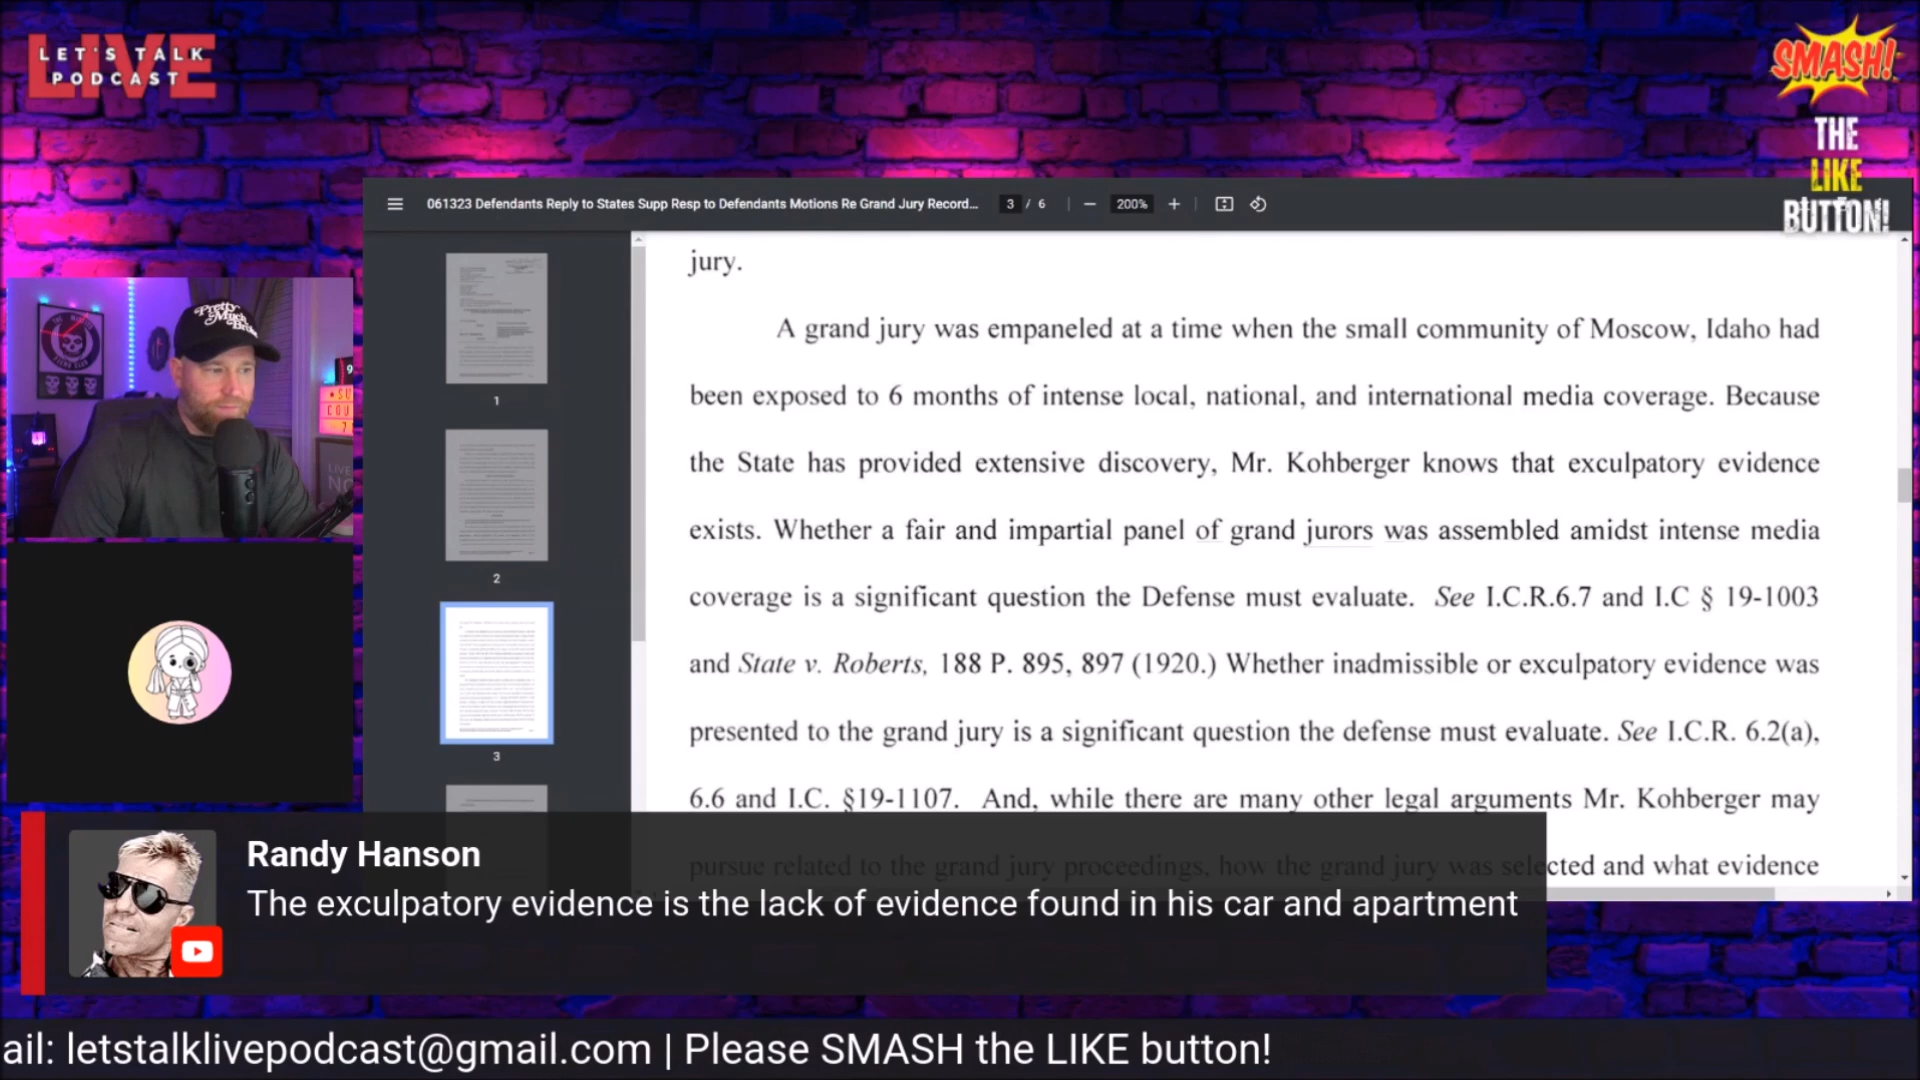 LET'S TALK
LIVE
PODCAST
SMASH!
THE
LIKE
BUTTON!
061323 Defendants Reply to States Supp Resp to Defendants Motions Re Grand Jury Record...
3 / 6
200%
1
2
3
jury.
A grand jury was empaneled at a time when the small community of Moscow, Idaho had
been exposed to 6 months of intense local, national, and international media coverage. Because
the State has provided extensive discovery, Mr. Kohberger knows that exculpatory evidence
exists. Whether a fair and impartial panel of grand jurors was assembled amidst intense media
coverage is a significant question the Defense must evaluate. See I.C.R.6.7 and I.C § 19-1003
and State v. Roberts, 188 P. 895, 897 (1920.) Whether inadmissible or exculpatory evidence was
presented to the grand jury is a significant question the defense must evaluate. See I.C.R. 6.2(a),
6.6 and I.C. §19-1107. And, while there are many other legal arguments Mr. Kohberger may
pursue related to the grand jury proceedings, how the grand jury was selected and what evidence
Pretty
Much
Randy Hanson
The exculpatory evidence is the lack of evidence found in his car and apartment
ail: letstalklivepodcast@gmail.com | Please SMASH the LIKE button!